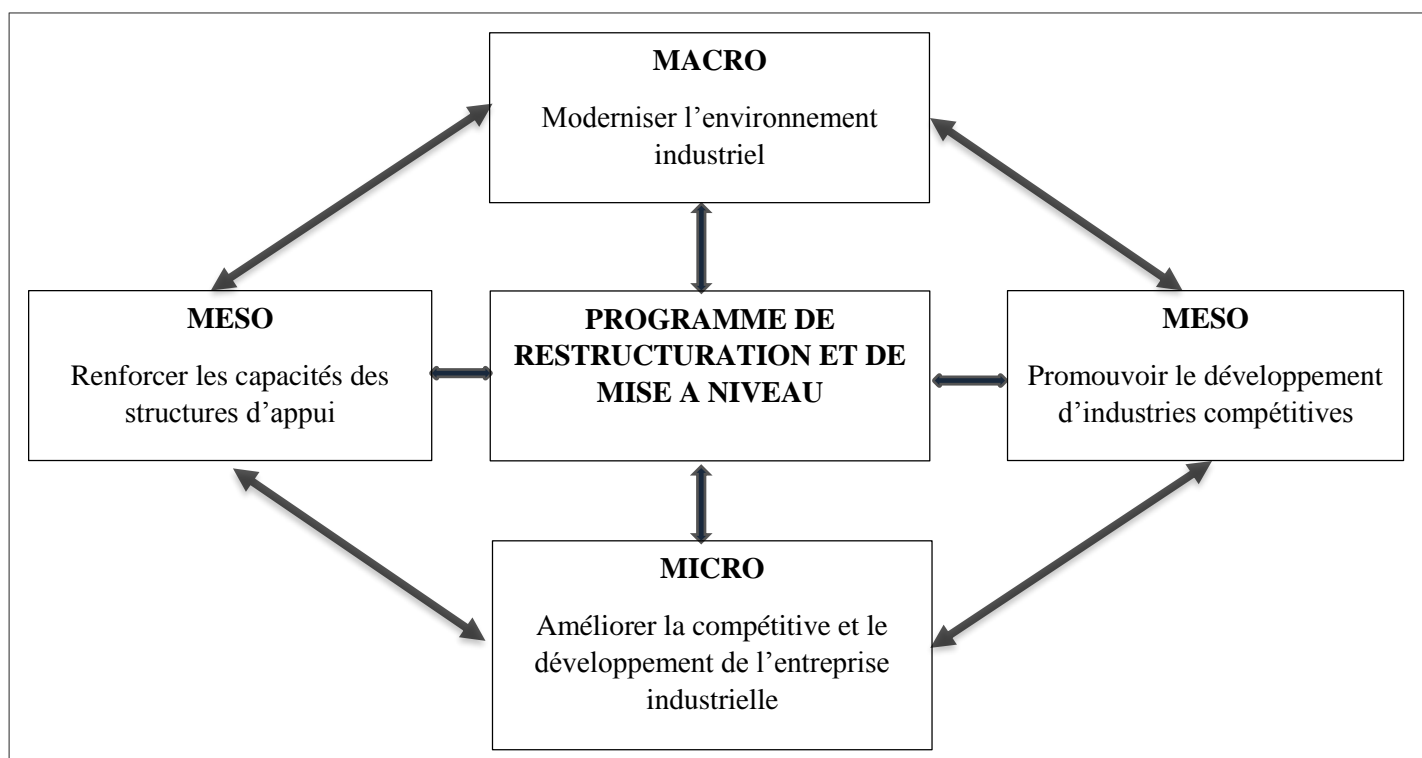 MACRO
Moderniser l’environnement
industriel
MESO
Renforcer les capacités des
structures d’appui
PROGRAMME DE
RESTRUCTURATION ET DE
MISE A NIVEAU
MESO
Promouvoir le développement
d’industries compétitives
MICRO
Améliorer la compétitive et le
développement de l’entreprise
industrielle